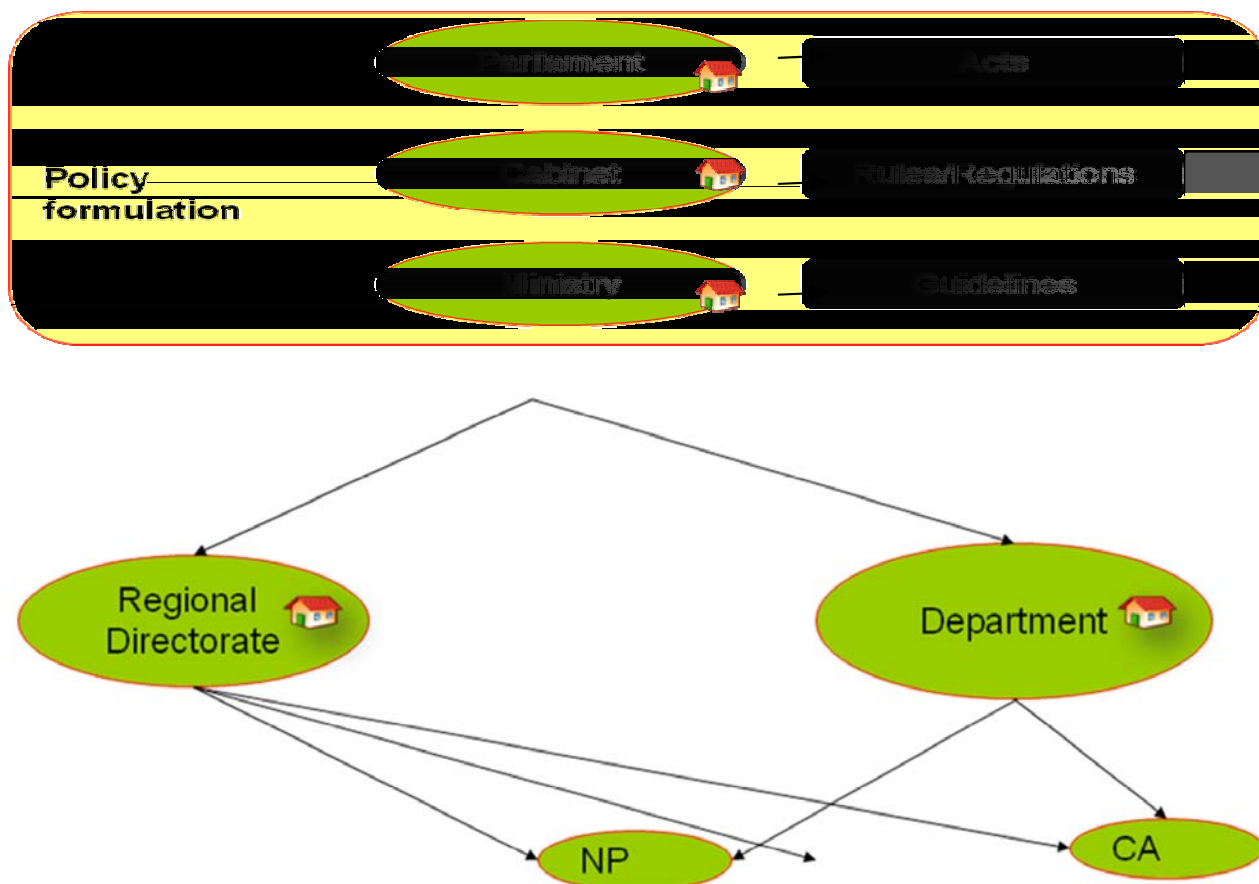 Parliament
Acts
Policy
formulation
Cabinet
Rules/Regulations
Ministry
Guidelines
Regional
Directorate
Department
NP
CA